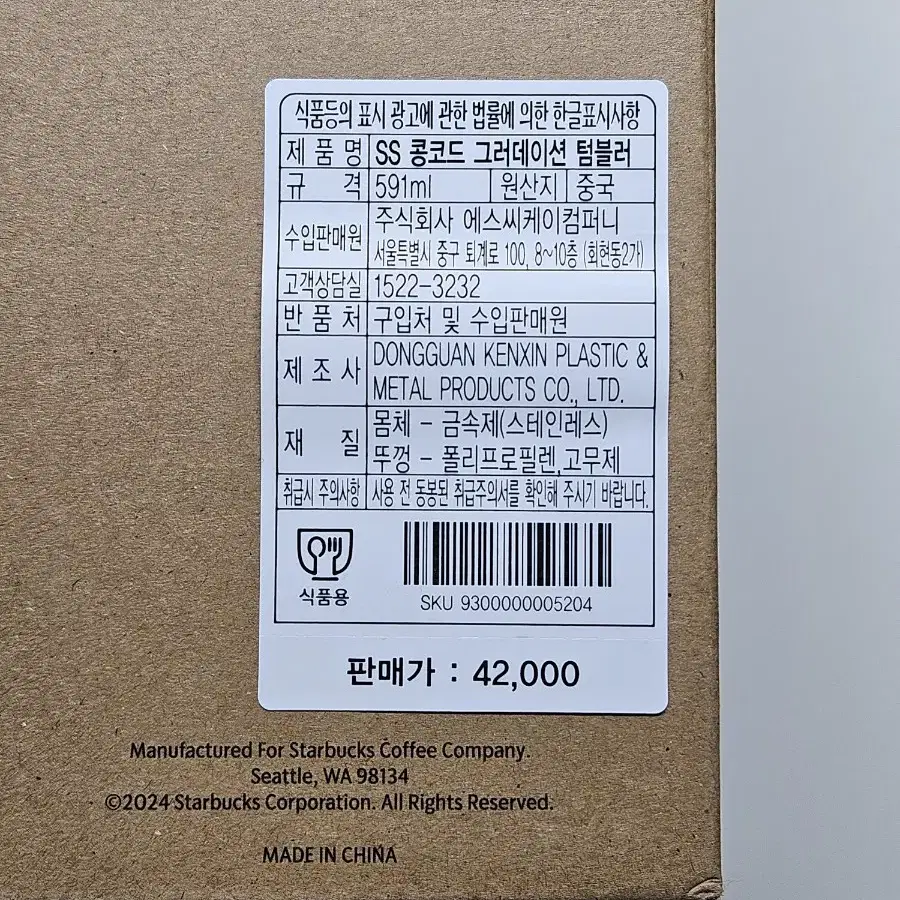 식품등의 표시 광고에 관한 법률에 의한 한글표시사항
제 품 명 SS 콩코드 그러데이션 텀블러
규 격 591ml 원산지 중국
수입판매원 주식회사 에스씨케이컴퍼니
서울특별시 중구 퇴계로 100, 8~10층 (회현동2가)
고객상담실 1522-3232
반 품 처 구입처 및 수입판매원
제 조 사 DONGGUAN KENXIN PLASTIC &
METAL PRODUCTS CO., LTD.
재 질 몸체 - 금속제(스테인레스)
뚜껑 - 폴리프로필렌,고무제
취급시 주의사항 사용 전 동봉된 취급주의서를 확인해 주시기 바랍니다.
식품용
SKU 9300000005204
판매가 : 42,000
Manufactured For Starbucks Coffee Company.
Seattle, WA 98134
©2024 Starbucks Corporation. All Rights Reserved.
MADE IN CHINA